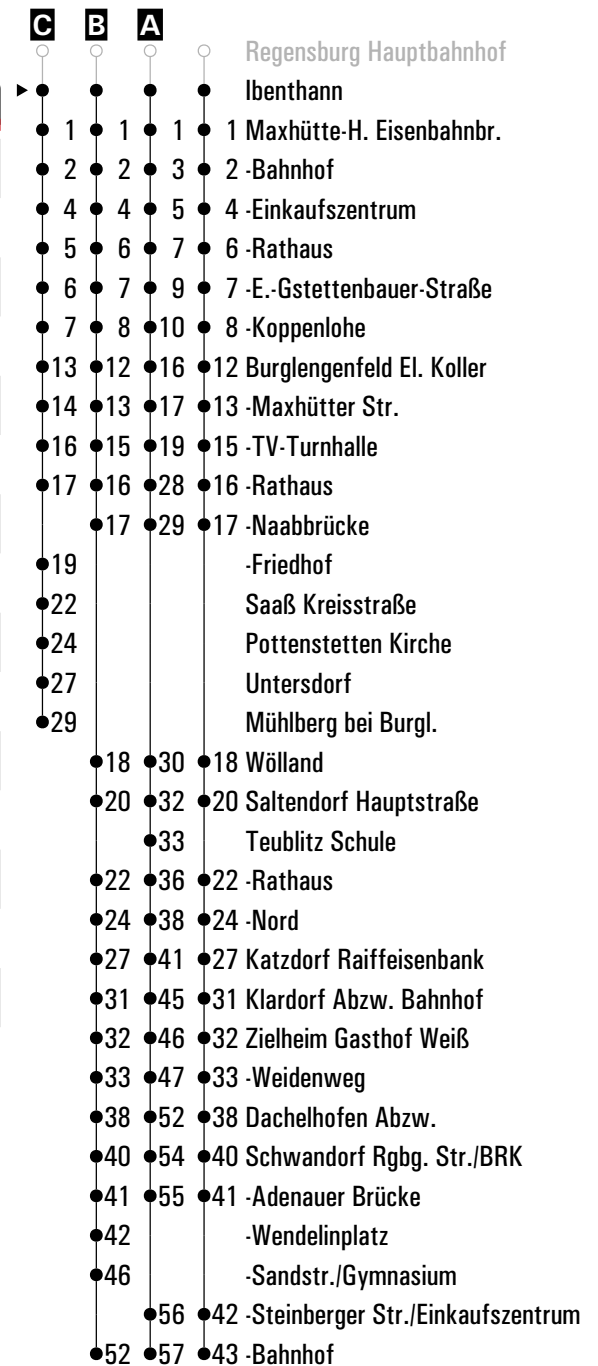 C B A
Regensburg Hauptbahnhof
Ibenthann
1 1 1 1 Maxhütte-H. Eisenbahnbr.
2 2 3 2 -Bahnhof
4 4 5 4 -Einkaufszentrum
5 6 7 6 -Rathaus
6 7 9 7 -E.-Gstettenbauer-Straße
7 8 10 8 -Koppenlohe
13 12 16 12 Burglengenfeld El. Koller
14 13 17 13 -Maxhütter Str.
16 15 19 15 -TV-Turnhalle
17 16 28 16 -Rathaus
17 29 17 -Naabbrücke
19 -Friedhof
22 Saaß Kreisstraße
24 Pottenstetten Kirche
27 Untersdorf
29 Mühlberg bei Burgl.
18 30 18 Wölland
20 32 20 Saltendorf Hauptstraße
33 Teublitz Schule
22 36 22 -Rathaus
24 38 24 -Nord
27 41 27 Katzdorf Raiffeisenbank
31 45 31 Klardorf Abzw. Bahnhof
32 46 32 Zielheim Gasthof Weiß
33 47 33 -Weidenweg
38 52 38 Dachelhofen Abzw.
40 54 40 Schwandorf Rgbg. Str./BRK
41 55 41 -Adenauer Brücke
42 -Wendelinplatz
46 -Sandstr./Gymnasium
56 42 -Steinberger Str./Einkaufszentrum
52 57 43 -Bahnhof